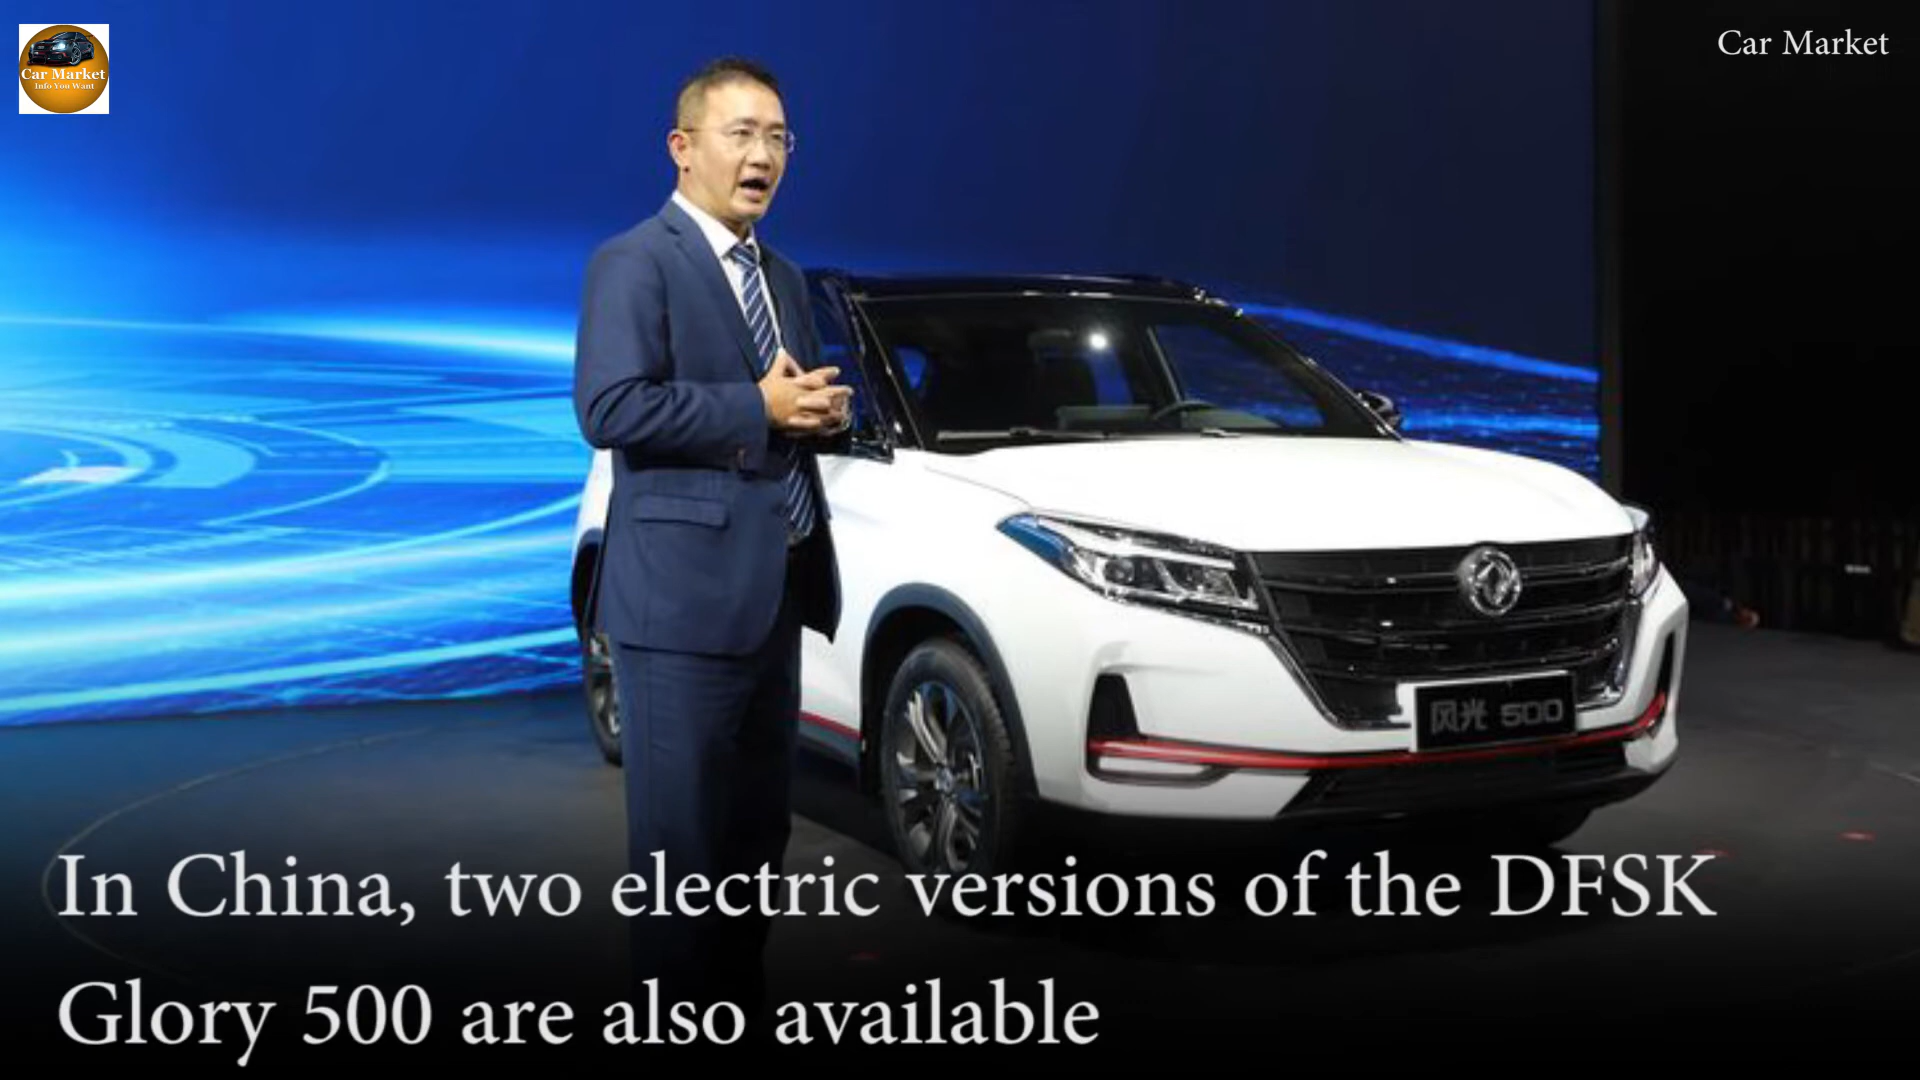 Car Market
Info You Want
Car Market
风光 500
In China, two electric versions of the DFSK
Glory 500 are also available